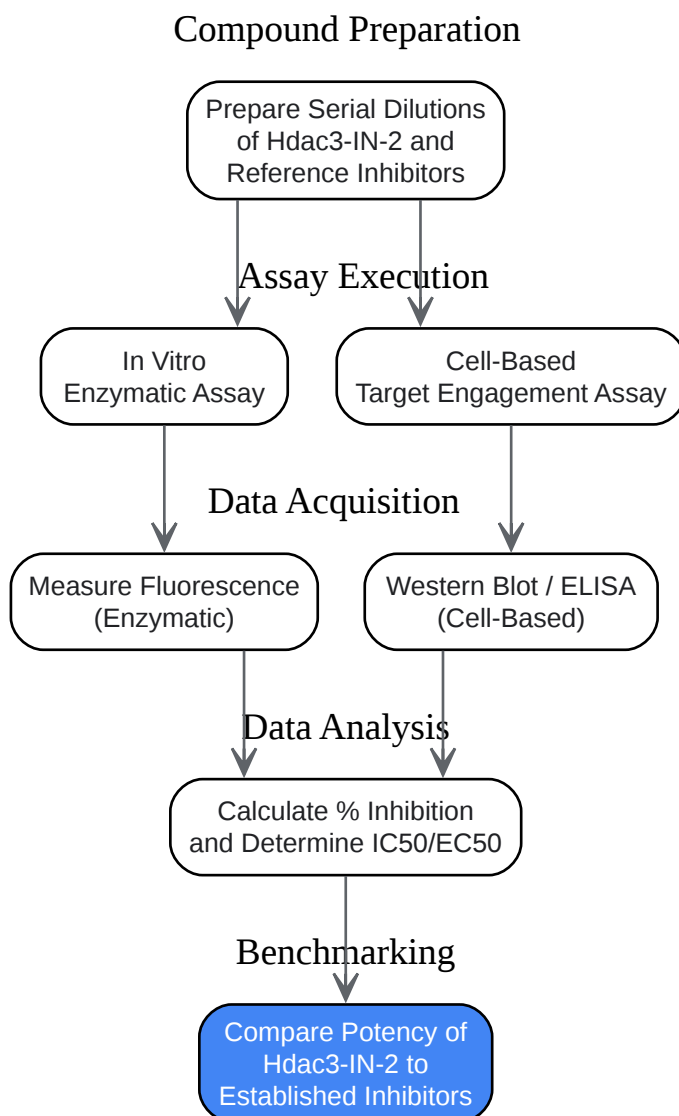 Compound Preparation
Prepare Serial Dilutions
of Hdac3-IN-2 and
Reference Inhibitors
Assay Execution
In Vitro
Enzymatic Assay
Cell-Based
Target Engagement Assay
Data Acquisition
Measure Fluorescence
(Enzymatic)
Western Blot / ELISA
(Cell-Based)
Data Analysis
Calculate % Inhibition
and Determine IC50/EC50
Benchmarking
Compare Potency of
Hdac3-IN-2 to
Established Inhibitors